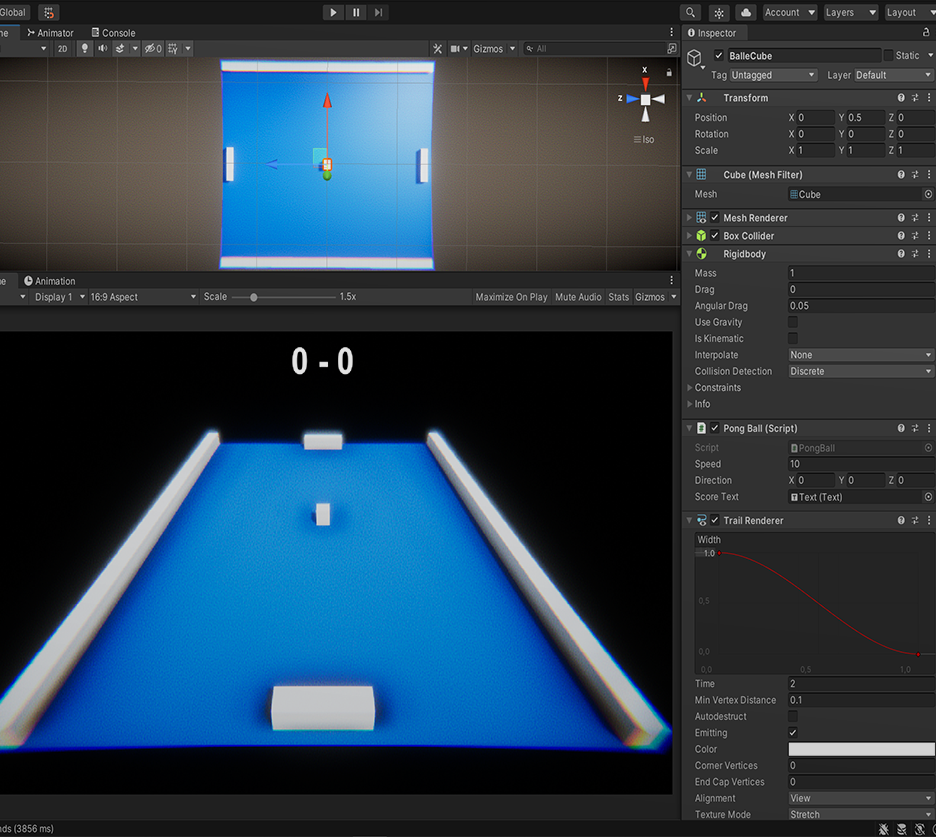 Global
Account
Layers
Layout
ne
Animator
Console
Inspector
2D
0
Gizmos
All
BalleCube
Static
Tag Untagged
Layer Default
x
z
Iso
Transform
Position X 0 Y 0.5 Z 0
Rotation X 0 Y 0 Z 0
Scale X 1 Y 1 Z 1
Cube (Mesh Filter)
Mesh Cube
Mesh Renderer
Box Collider
Rigidbody
Mass 1
Drag 0
Angular Drag 0.05
Use Gravity
Is Kinematic
Interpolate None
Collision Detection Discrete
Constraints
Info
ne
Animation
Display 1
16:9 Aspect
Scale
1.5x
Maximize On Play
Mute Audio
Stats
Gizmos
0 - 0
Pong Ball (Script)
Script PongBall
Speed 10
Direction X 0 Y 0 Z 0
Score Text Text (Text)
Trail Renderer
Width
1.0
0,5
0,0
0.0 0,5 1,0
Time 2
Min Vertex Distance 0.1
Autodestruct
Emitting
Color
Corner Vertices 0
End Cap Vertices 0
Alignment View
Texture Mode Stretch
nds (3856 ms)